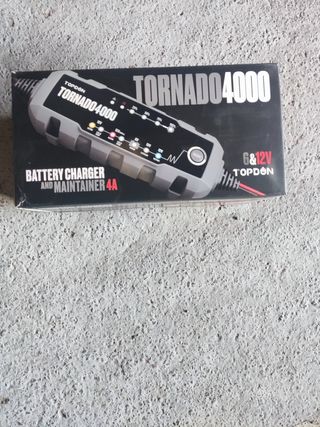 TORNADO4000
TOPDON
TORNADO4000
BATTERY CHARGER
AND MAINTAINER 4A
6&12V
TOPDON